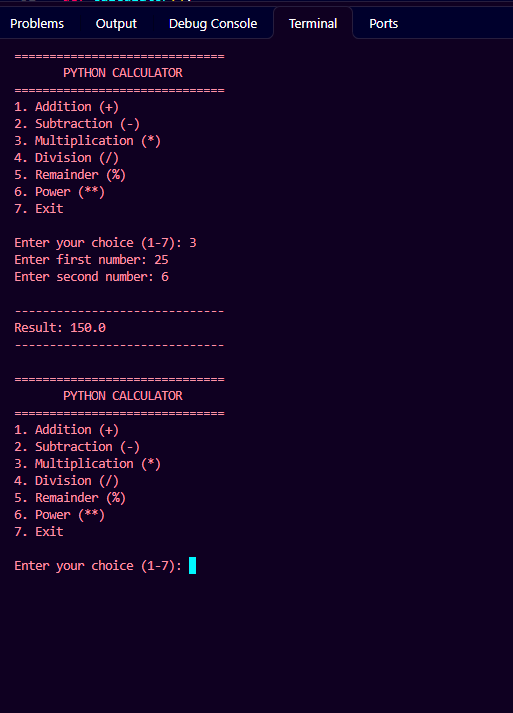 Problems Output Debug Console Terminal Ports
==============================
       PYTHON CALCULATOR
==============================
1. Addition (+)
2. Subtraction (-)
3. Multiplication (*)
4. Division (/)
5. Remainder (%)
6. Power (**)
7. Exit
Enter your choice (1-7): 3
Enter first number: 25
Enter second number: 6
------------------------------
Result: 150.0
------------------------------
==============================
       PYTHON CALCULATOR
==============================
1. Addition (+)
2. Subtraction (-)
3. Multiplication (*)
4. Division (/)
5. Remainder (%)
6. Power (**)
7. Exit
Enter your choice (1-7):